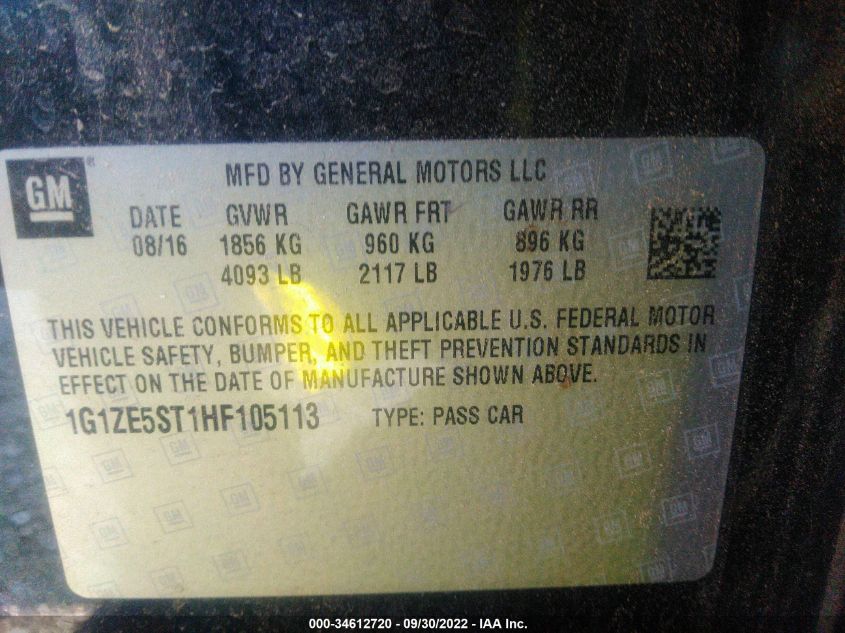 GM ®
MFD BY GENERAL MOTORS LLC
DATE GVWR GAWR FRT GAWR RR
08/16 1856 KG 960 KG 896 KG
4093 LB 2117 LB 1976 LB
THIS VEHICLE CONFORMS TO ALL APPLICABLE U.S. FEDERAL MOTOR
VEHICLE SAFETY, BUMPER, AND THEFT PREVENTION STANDARDS IN
EFFECT ON THE DATE OF MANUFACTURE SHOWN ABOVE.
1G1ZE5ST1HF105113 TYPE: PASS CAR
000-34612720 - 09/30/2022 - IAA Inc.